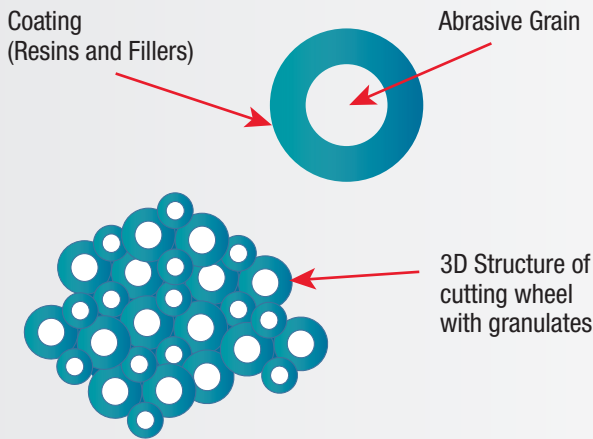 Coating
(Resins and Fillers)
Abrasive Grain
3D Structure of
cutting wheel
with granulates